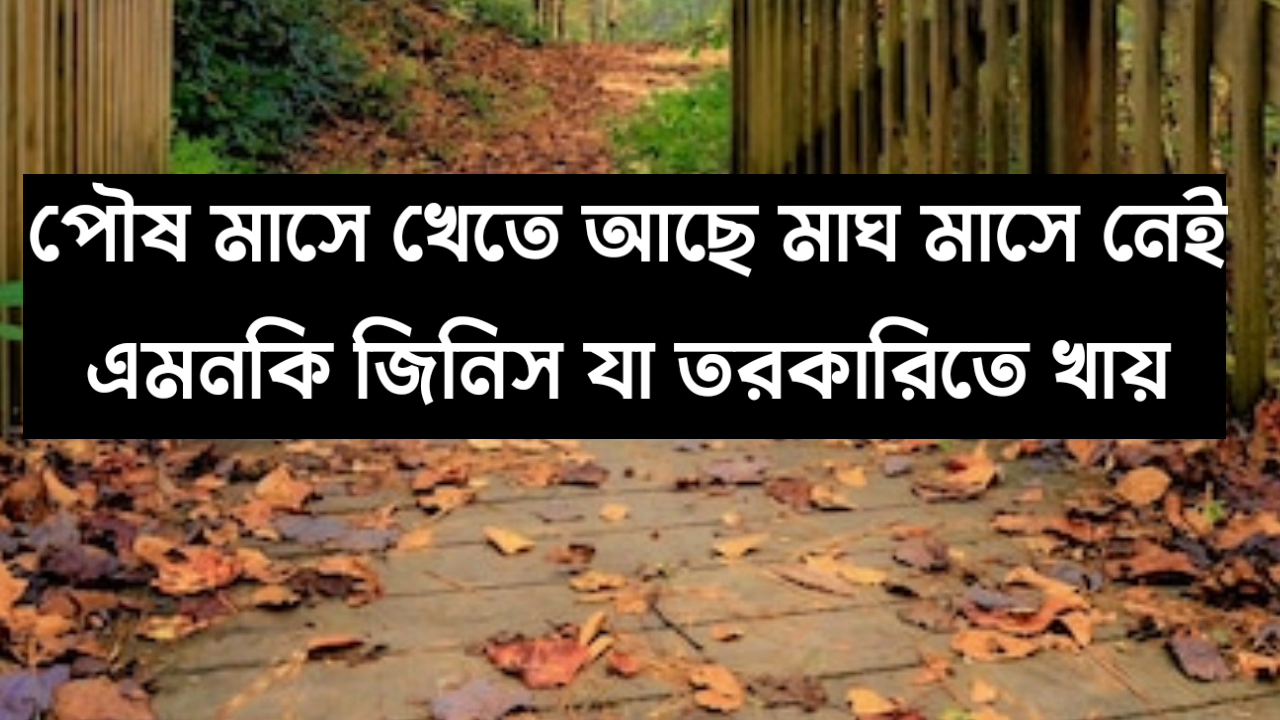 পৌষ মাসে খেতে আছে মাঘ মাসে নেই
এমনকি জিনিস যা তরকারিতে খায়